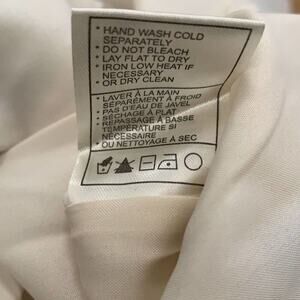 • HAND WASH COLD
SEPARATELY
• DO NOT BLEACH
• LAY FLAT TO DRY
• IRON LOW HEAT IF
NECESSARY
• OR DRY CLEAN
• LAVER À LA MAIN
SÉPARÉMENT À FROID
• PAS D'EAU DE JAVEL
• SÉCHAGE À PLAT
• REPASSAGE À BASSE
TEMPÉRATURE SI
NÉCESSAIRE
• OU NETTOYAGE À SEC